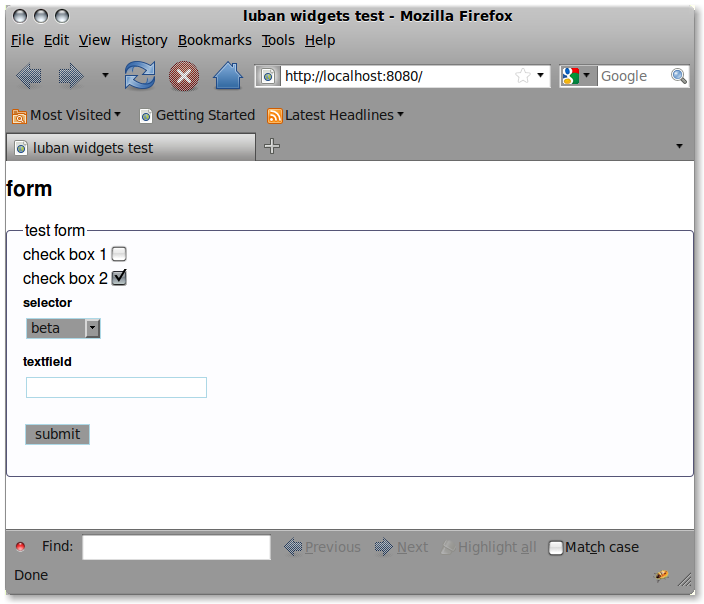 luban widgets test - Mozilla Firefox
File Edit View History Bookmarks Tools Help
http://localhost:8080/ Google
Most Visited Getting Started Latest Headlines
luban widgets test
form
test form
check box 1
check box 2
selector
beta
textfield
submit
Find: Previous Next Highlight all Match case
Done